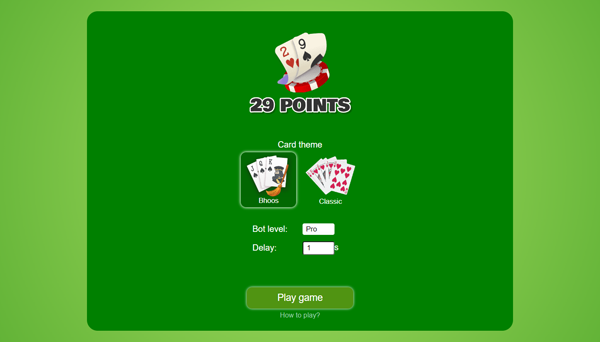 2
9
29 POINTS
Card theme
J Q K
Bhoos
Classic
Bot level: Pro
Delay: 1 s
Play game
How to play?